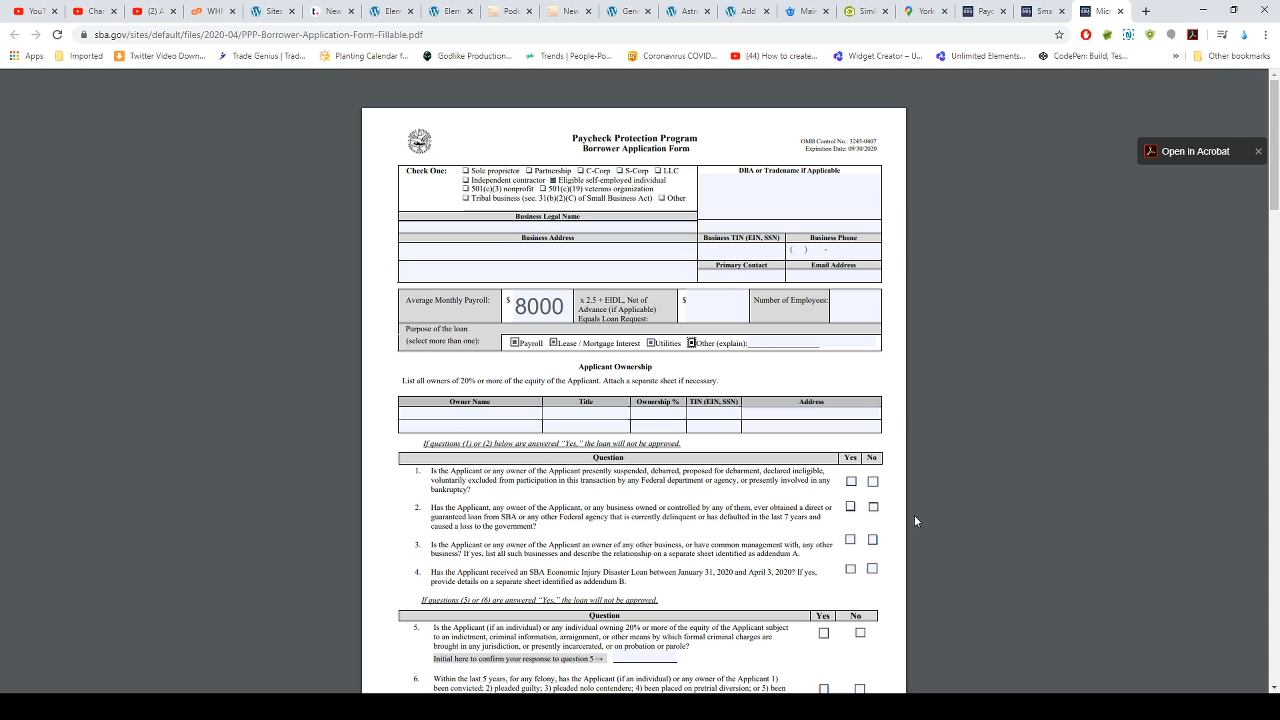 YouT
Chan
(2) A
WHI
Sites
New
Elem
Elem
Pods
New
Gene
Astra
Add
Maili
Simil
York
Payc
Sma
Micr
sba.gov/sites/default/files/2020-04/PPP-Borrower-Application-Form-Fillable.pdf
Apps
Imported
Twitter Video Down...
Trade Genius | Trad...
Planting Calendar f...
Godlike Productio...
Trends | People-Po...
Coronavirus COVID...
(44) How to create...
Widget Creator – U...
Unlimited Elements...
CodePen: Build, Tes...
»
Other bookmarks
Open in Acrobat
Paycheck Protection Program
Borrower Application Form
OMB Control No.: 3245-0407
Expiration Date: 09/30/2020
Check One: Sole proprietor Partnership C-Corp S-Corp LLC
Independent contractor Eligible self-employed individual
501(c)(3) nonprofit 501(c)(19) veterans organization
Tribal business (sec. 31(b)(2)(C) of Small Business Act) Other
DBA or Tradename if Applicable
Business Legal Name
Business Address
Business TIN (EIN, SSN)
Business Phone
( ) -
Primary Contact
Email Address
Average Monthly Payroll:
$ 8000
x 2.5 + EIDL, Net of
Advance (if Applicable)
Equals Loan Request:
$
Number of Employees:
Purpose of the loan
(select more than one):
Payroll Lease / Mortgage Interest Utilities Other (explain):
Applicant Ownership
List all owners of 20% or more of the equity of the Applicant. Attach a separate sheet if necessary.
Owner Name Title Ownership % TIN (EIN, SSN) Address
If questions (1) or (2) below are answered “Yes,” the loan will not be approved.
Question Yes No
1. Is the Applicant or any owner of the Applicant presently suspended, debarred, proposed for debarment, declared ineligible,
voluntarily excluded from participation in this transaction by any Federal department or agency, or presently involved in any
bankruptcy?
2. Has the Applicant, any owner of the Applicant, or any business owned or controlled by any of them, ever obtained a direct or
guaranteed loan from SBA or any other Federal agency that is currently delinquent or has defaulted in the last 7 years and
caused a loss to the government?
3. Is the Applicant or any owner of the Applicant an owner of any other business, or have common management with, any other
business? If yes, list all such businesses and describe the relationship on a separate sheet identified as addendum A.
4. Has the Applicant received an SBA Economic Injury Disaster Loan between January 31, 2020 and April 3, 2020? If yes,
provide details on a separate sheet identified as addendum B.
If questions (5) or (6) are answered “Yes,” the loan will not be approved.
Question Yes No
5. Is the Applicant (if an individual) or any individual owning 20% or more of the equity of the Applicant subject
to an indictment, criminal information, arraignment, or other means by which formal criminal charges are
brought in any jurisdiction, or presently incarcerated, or on probation or parole?
Initial here to confirm your response to question 5 →
6. Within the last 5 years, for any felony, has the Applicant (if an individual) or any owner of the Applicant 1)
been convicted; 2) pleaded guilty; 3) pleaded nolo contendere; 4) been placed on pretrial diversion; or 5) been